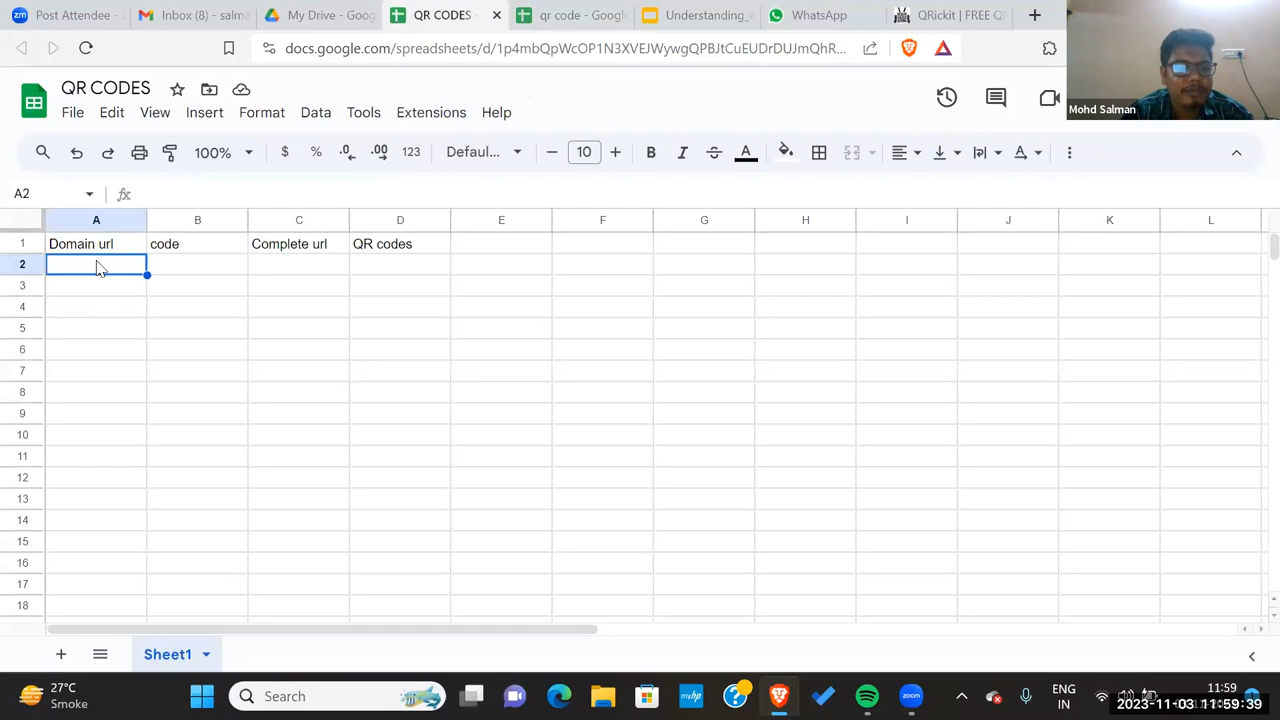 Post Attendee -
Inbox (8) - salma
My Drive - Goog
QR CODES -
qr code - Google
Understanding_
WhatsApp
QRickit | FREE Q
docs.google.com/spreadsheets/d/1p4mbQpWcOP1N3XVEJWywgQPBJtCuEUDrDUJmQhR...
QR CODES
File Edit View Insert Format Data Tools Extensions Help
Mohd Salman
100% $ % .0 .00 123 Defaul... 10 B I S A
A2 fx
A B C D E F G H I J K L
1 Domain url code Complete url QR codes
2
3
4
5
6
7
8
9
10
11
12
13
14
15
16
17
18
Sheet1
27°C
Smoke
Search
ENG
IN
11:59
2023-11-03 11:59:39